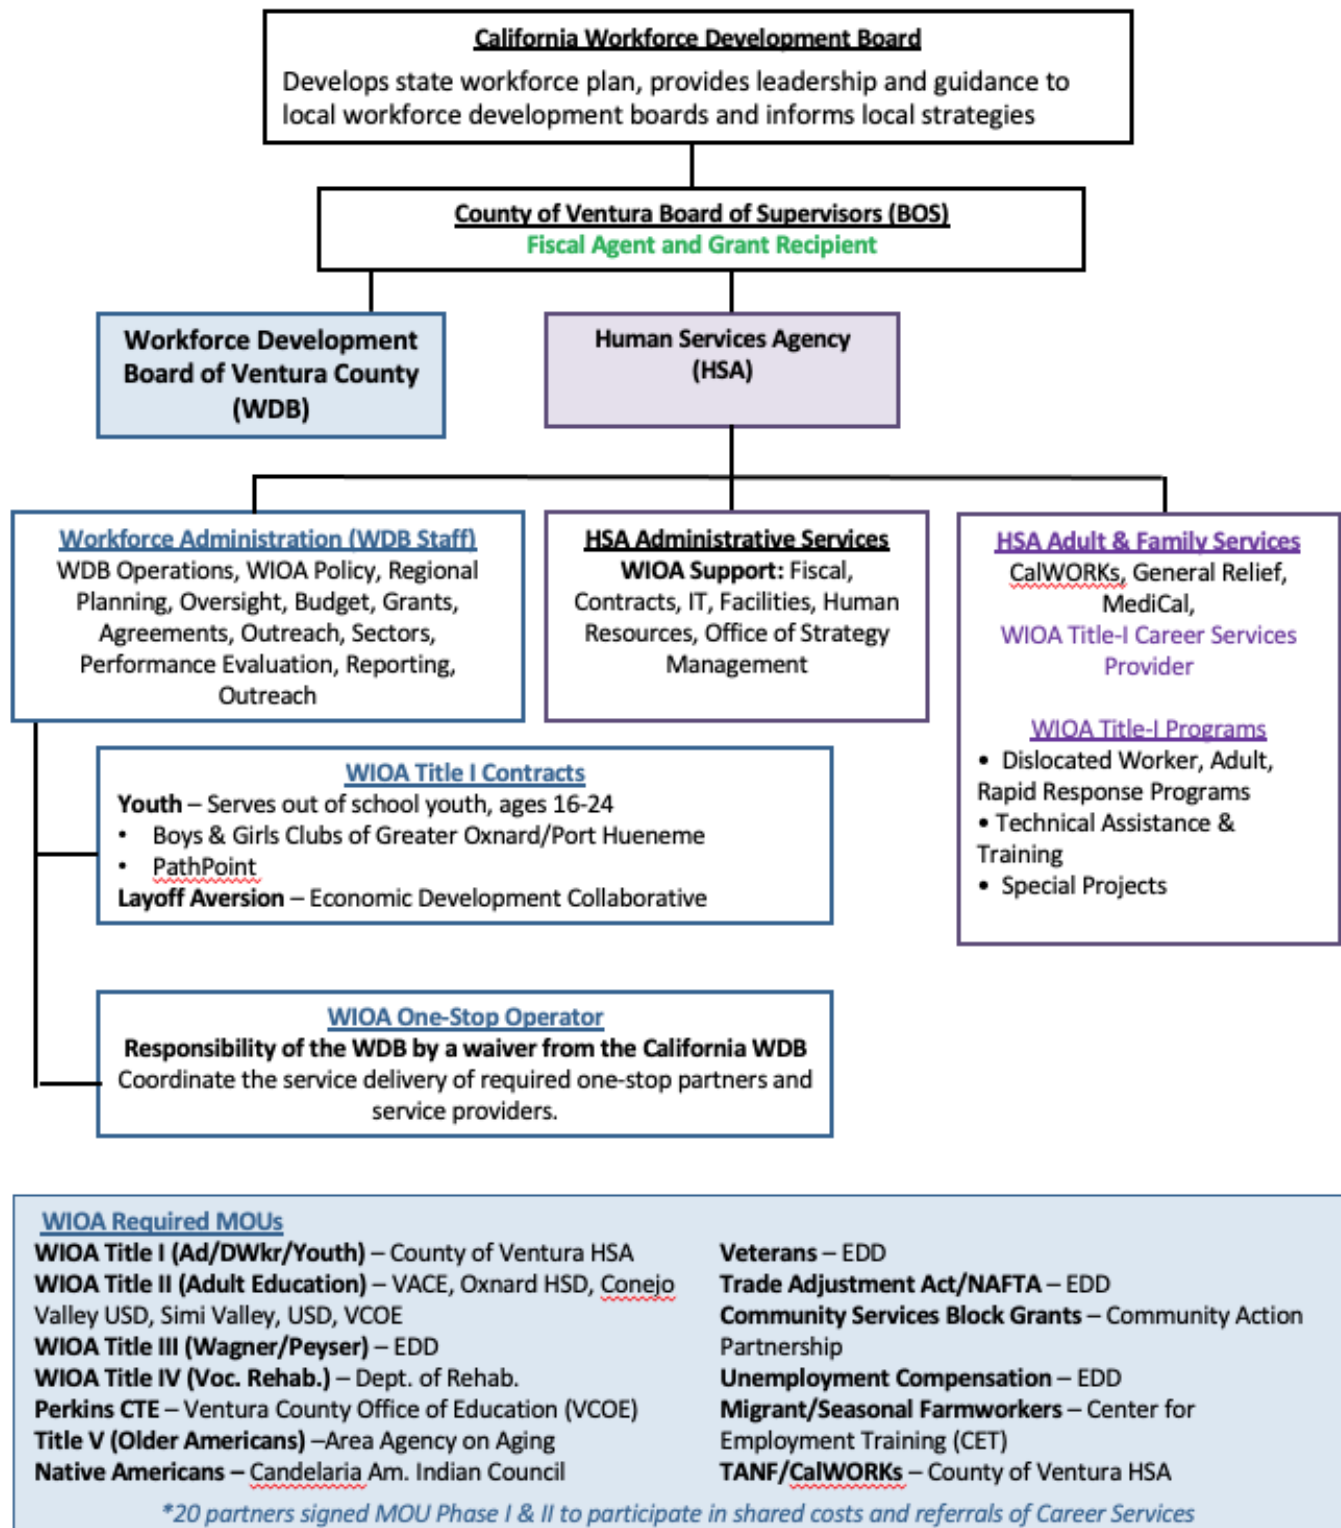 California Workforce Development Board
Develops state workforce plan, provides leadership and guidance to
local workforce development boards and informs local strategies
County of Ventura Board of Supervisors (BOS)
Fiscal Agent and Grant Recipient
Workforce Development
Board of Ventura County
(WDB)
Human Services Agency
(HSA)
Workforce Administration (WDB Staff)
WDB Operations, WIOA Policy, Regional
Planning, Oversight, Budget, Grants,
Agreements, Outreach, Sectors,
Performance Evaluation, Reporting,
Outreach
HSA Administrative Services
WIOA Support: Fiscal,
Contracts, IT, Facilities, Human
Resources, Office of Strategy
Management
HSA Adult & Family Services
CalWORKs, General Relief,
MediCal,
WIOA Title-I Career Services
Provider
WIOA Title-I Programs
• Dislocated Worker, Adult,
Rapid Response Programs
• Technical Assistance &
Training
• Special Projects
WIOA Title I Contracts
Youth – Serves out of school youth, ages 16-24
• Boys & Girls Clubs of Greater Oxnard/Port Hueneme
• PathPoint
Layoff Aversion – Economic Development Collaborative
WIOA One-Stop Operator
Responsibility of the WDB by a waiver from the California WDB
Coordinate the service delivery of required one-stop partners and
service providers.
WIOA Required MOUs
WIOA Title I (Ad/DWkr/Youth) – County of Ventura HSA
WIOA Title II (Adult Education) – VACE, Oxnard HSD, Conejo
Valley USD, Simi Valley, USD, VCOE
WIOA Title III (Wagner/Peyser) – EDD
WIOA Title IV (Voc. Rehab.) – Dept. of Rehab.
Perkins CTE – Ventura County Office of Education (VCOE)
Title V (Older Americans) –Area Agency on Aging
Native Americans – Candelaria Am. Indian Council
Veterans – EDD
Trade Adjustment Act/NAFTA – EDD
Community Services Block Grants – Community Action
Partnership
Unemployment Compensation – EDD
Migrant/Seasonal Farmworkers – Center for
Employment Training (CET)
TANF/CalWORKs – County of Ventura HSA
*20 partners signed MOU Phase I & II to participate in shared costs and referrals of Career Services